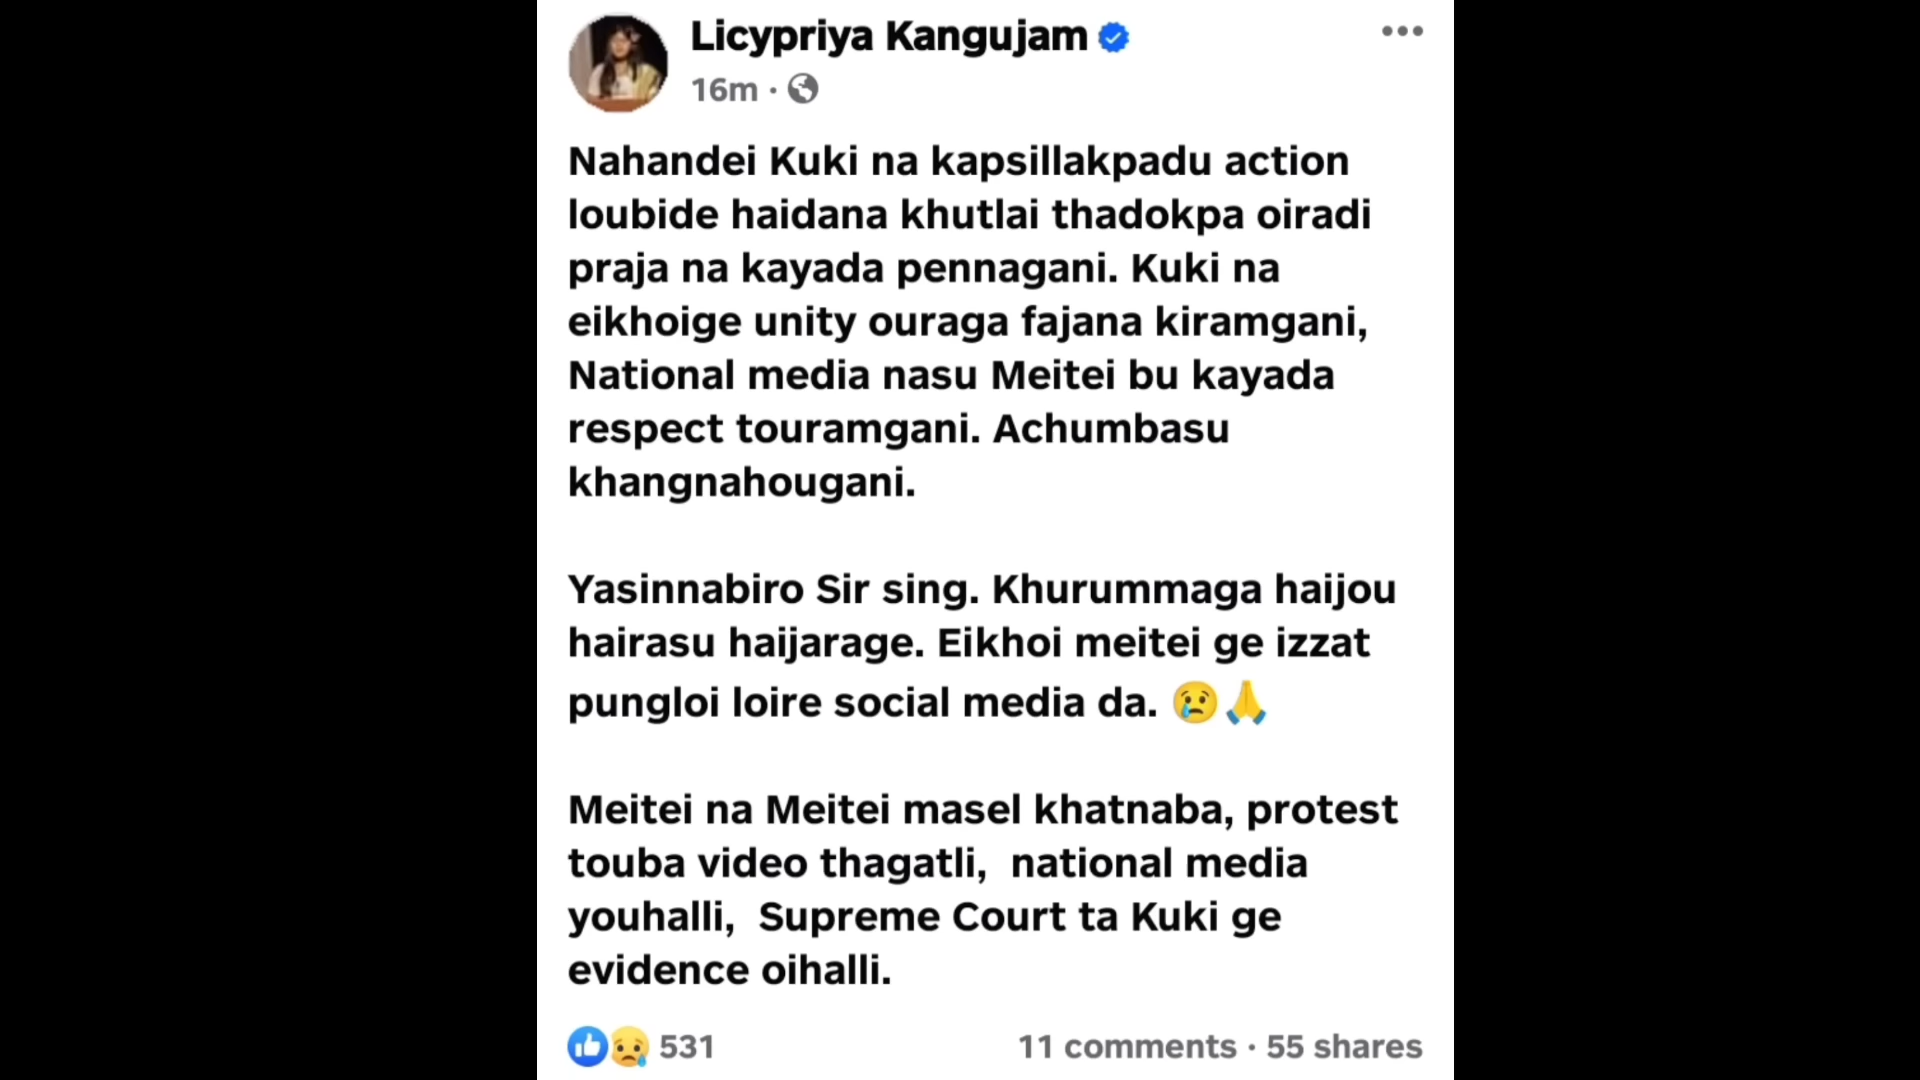 Licypriya Kangujam
16m ·
Nahandei Kuki na kapsillakpadu action
loubide haidana khutlai thadokpa oiradi
praja na kayada pennagani. Kuki na
eikhoige unity ouraga fajana kiramgani,
National media nasu Meitei bu kayada
respect touramgani. Achumbasu
khangnahougani.
Yasinnabiro Sir sing. Khurummaga haijou
hairasu haijarage. Eikhoi meitei ge izzat
pungloi loire social media da. 😢🙏
Meitei na Meitei masel khatnaba, protest
touba video thagatli, national media
youhalli, Supreme Court ta Kuki ge
evidence oihalli.
531
11 comments · 55 shares